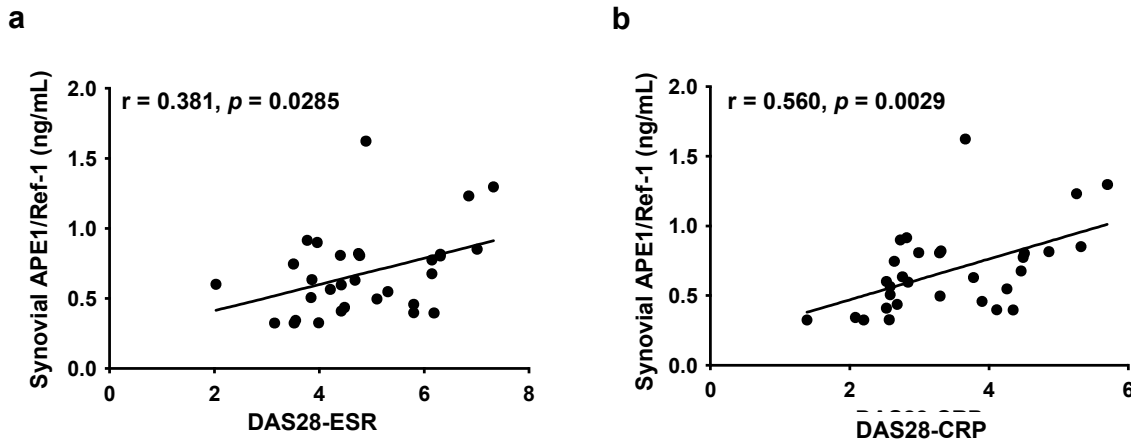 a
b
Synovial APE1/Ref-1 (ng/mL)
r = 0.381, p = 0.0285
2.0
1.5
1.0
0.5
0.0
0
2
4
6
8
DAS28-ESR
Synovial APE1/Ref-1 (ng/mL)
r = 0.560, p = 0.0029
2.0
1.5
1.0
0.5
0.0
0
2
4
6
DAS28-CRP